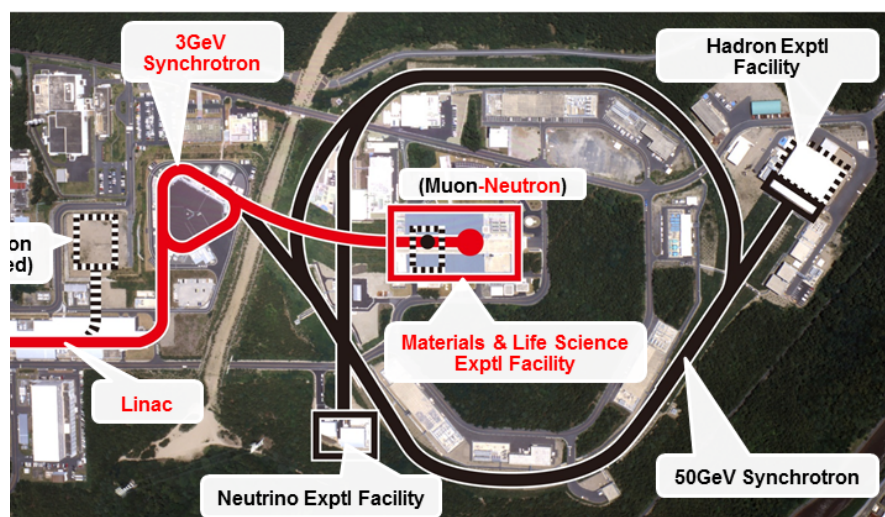 3GeV
Synchrotron
Hadron Exptl
Facility
(Muon-Neutron)
on
ed)
Materials & Life Science
Exptl Facility
Linac
50GeV Synchrotron
Neutrino Exptl Facility